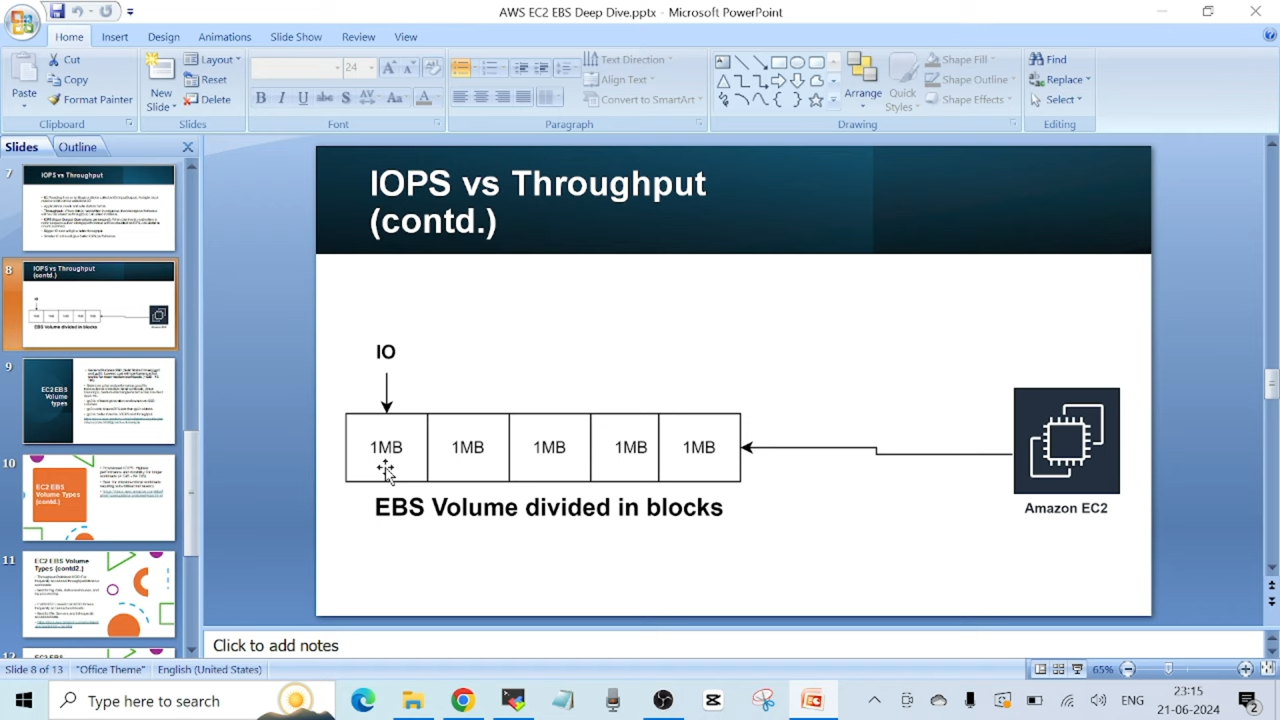 AWS EC2 EBS Deep Dive.pptx - Microsoft PowerPoint
Home Insert Design Animations Slide Show Review View
Paste
Cut
Copy
Format Painter
Clipboard
New Slide
Layout
Reset
Delete
Slides
24
Font
Text Direction
Align Text
Convert to SmartArt
Paragraph
Arrange
Quick Styles
Shape Fill
Shape Outline
Shape Effects
Drawing
Find
Replace
Select
Editing
Slides Outline
7
IOPS vs Throughput
8
IOPS vs Throughput
(contd.)
IO
EBS Volume divided in blocks
9
EC2 EBS
Volume
types
10
EC2 EBS
Volume Types
(contd.)
11
EC2 EBS Volume
Types (contd2.)
IOPS vs Throughput
(contd.)
IO
1MB 1MB 1MB 1MB 1MB
EBS Volume divided in blocks
Amazon EC2
Click to add notes
Slide 8 of 13 "Office Theme" English (United States) 65%
Type here to search
ENG
23:15
21-06-2024
2